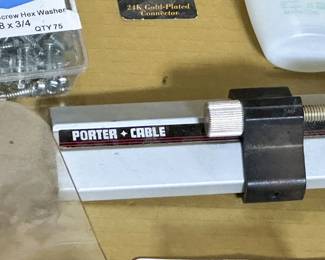 24K Gold-Plated
Connector
Screw Hex Washer
8 x 3/4 QTY 75
PORTER + CABLE